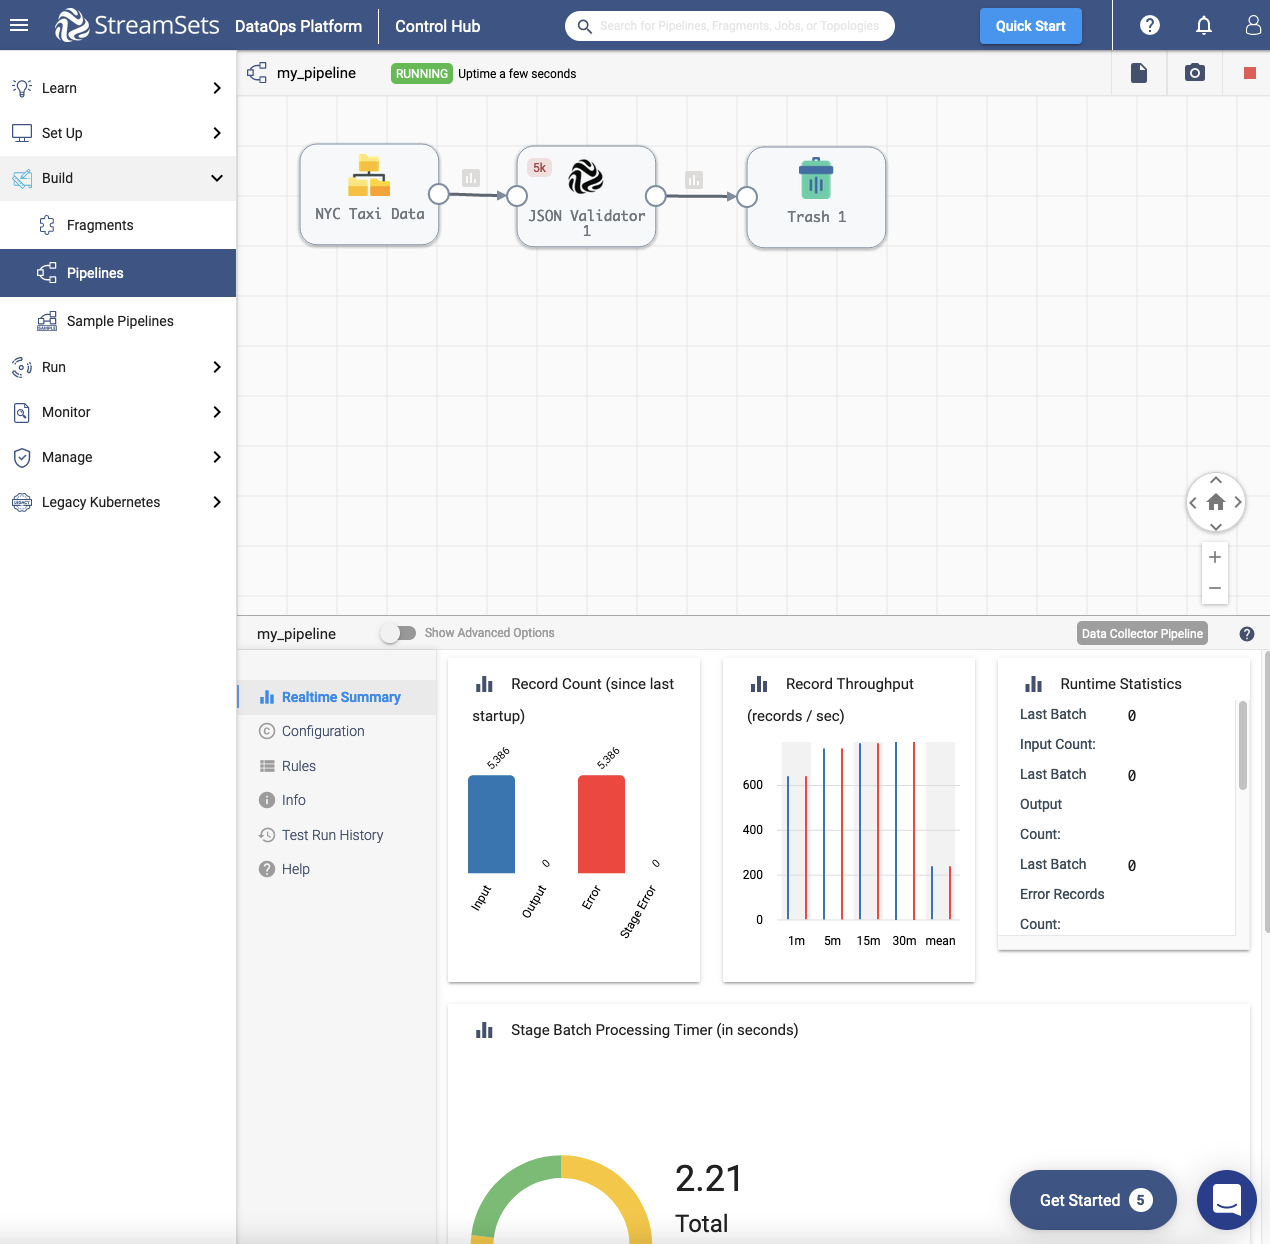 StreamSets DataOps Platform Control Hub
Search for Pipelines, Fragments, Jobs, or Topologies
Quick Start
my_pipeline RUNNING Uptime a few seconds
Learn
Set Up
Build
Fragments
Pipelines
Sample Pipelines
Run
Monitor
Manage
Legacy Kubernetes
NYC Taxi Data
5k
JSON Validator
1
Trash 1
my_pipeline Show Advanced Options Data Collector Pipeline
Realtime Summary
Configuration
Rules
Info
Test Run History
Help
Record Count (since last
startup)
5,386
0
5,386
0
Input
Output
Error
Stage Error
Record Throughput
(records / sec)
600
400
200
0
1m 5m 15m 30m mean
Runtime Statistics
Last Batch 0
Input Count:
Last Batch 0
Output
Count:
Last Batch 0
Error Records
Count:
Stage Batch Processing Timer (in seconds)
2.21
Total
Get Started 5